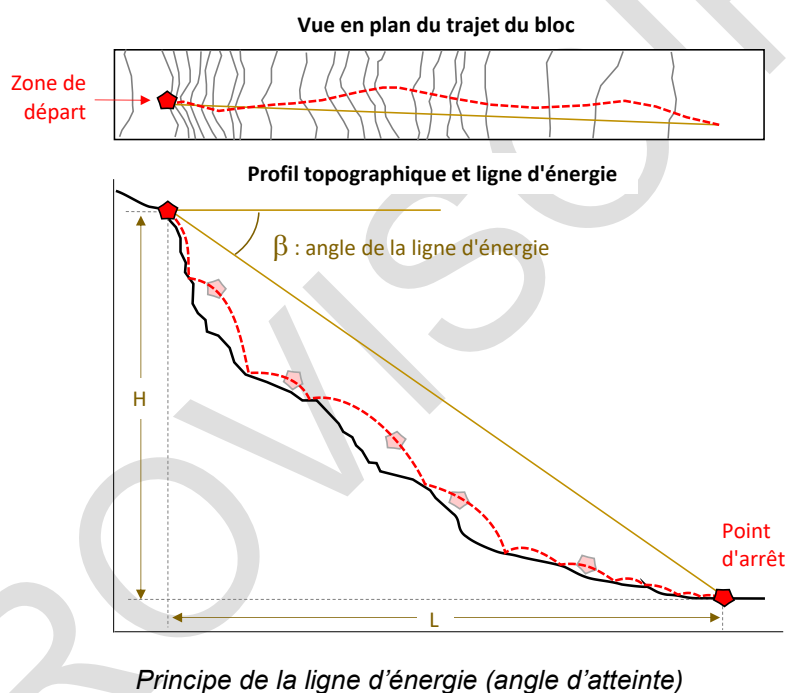 Vue en plan du trajet du bloc
Zone de
départ
Profil topographique et ligne d'énergie
β : angle de la ligne d'énergie
H
Point
d'arrêt
L
Principe de la ligne d’énergie (angle d’atteinte)